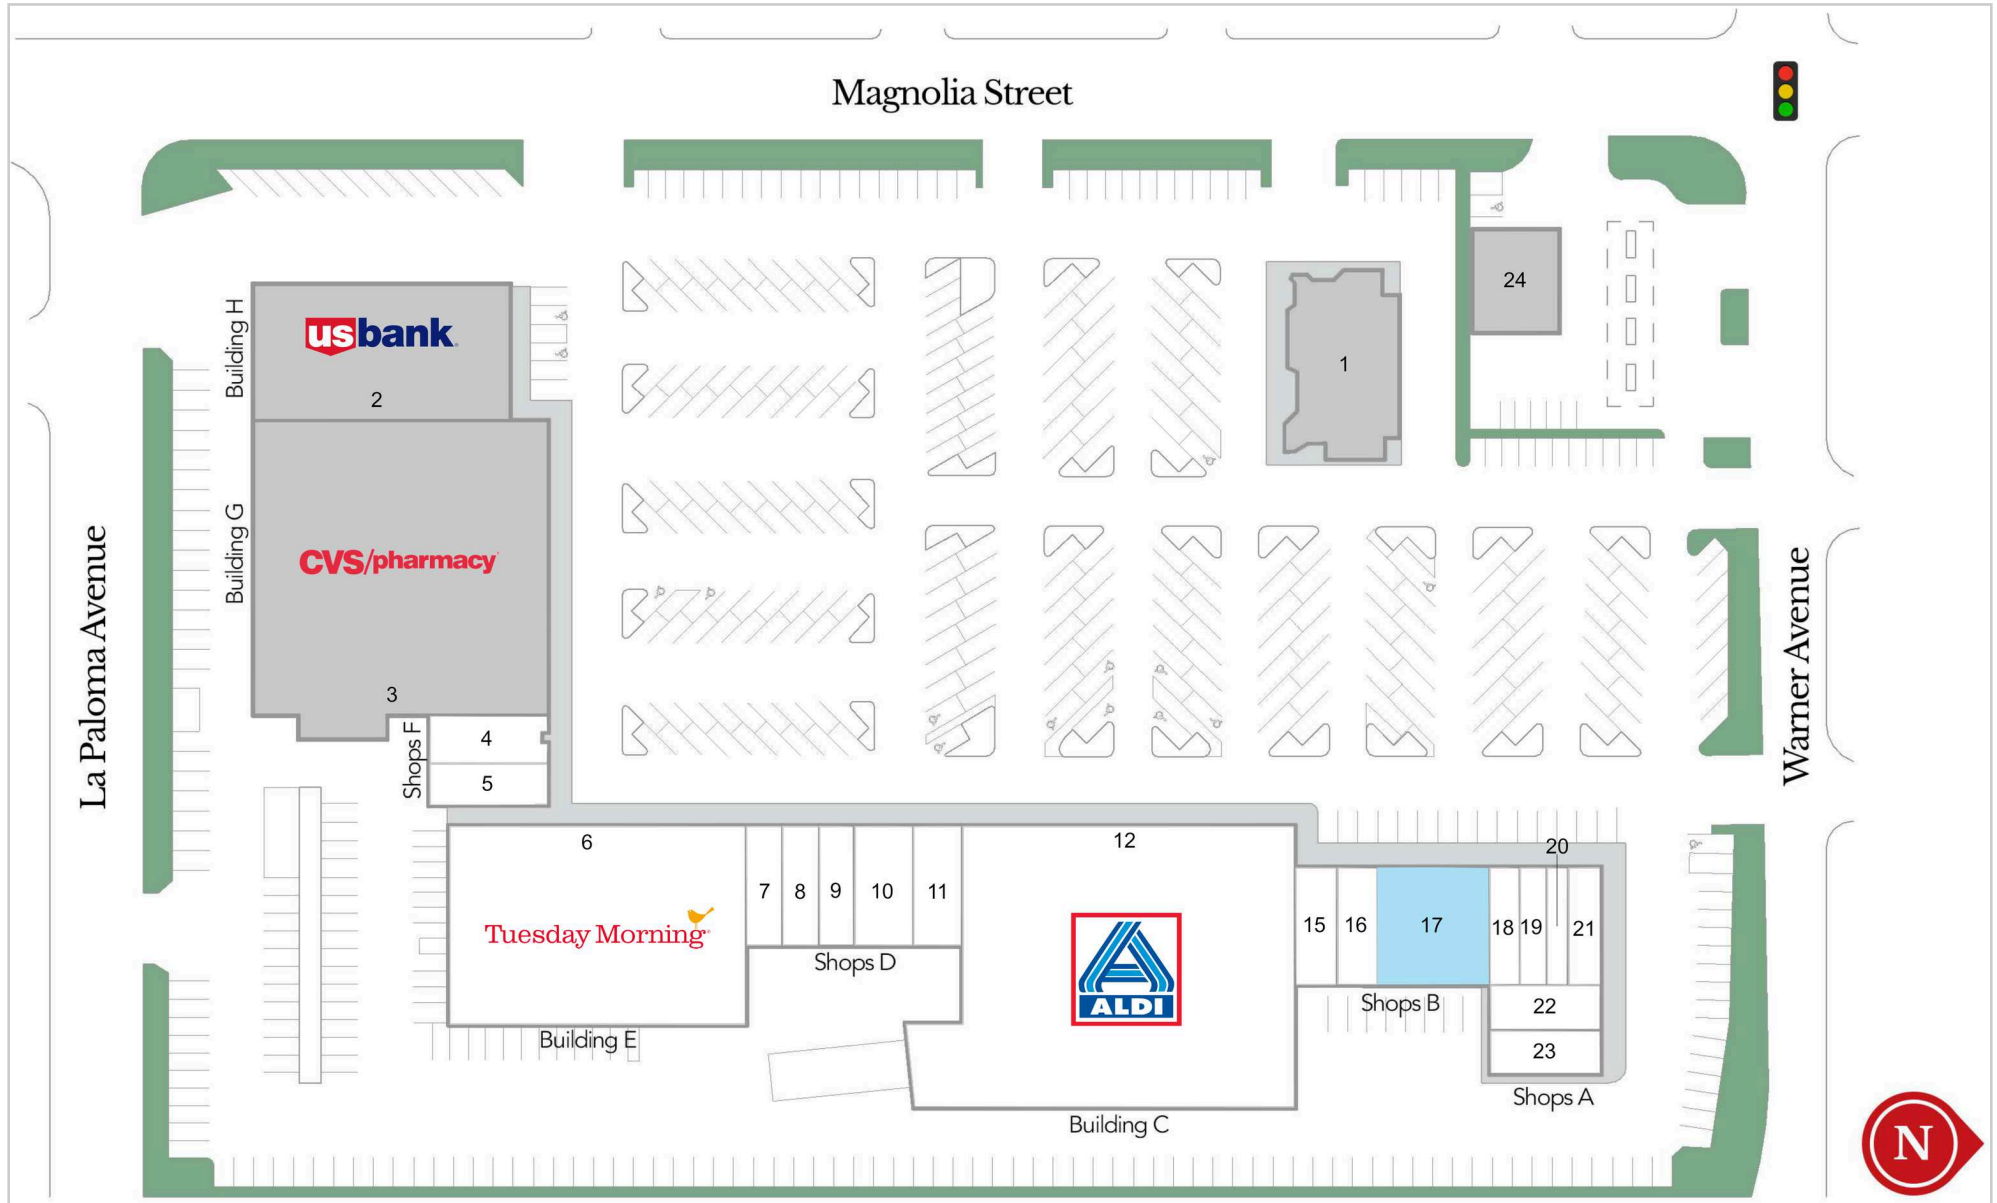 Magnolia Street
24
Building H
usbank
1
2
Building G
CVS/pharmacy
La Paloma Avenue
Warner Avenue
3
Shops F
4
5
6
12
20
7
8
9
10
11
15
16
17
18
19
21
Tuesday Morning
Shops D
ALDI
Shops B
22
Building E
23
Shops A
Building C
N